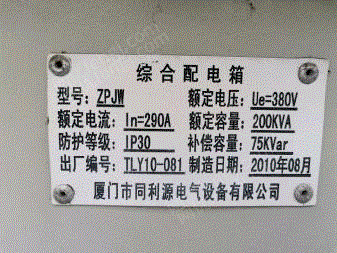 综合配电箱
型号: ZPJW 额定电压: Ue=380V
额定电流: In=290A 额定容量: 200KVA
防护等级: IP30 补偿容量: 75KVar
出厂编号: TLY10-081 制造日期: 2010年08月
厦门市同利源电气设备有限公司